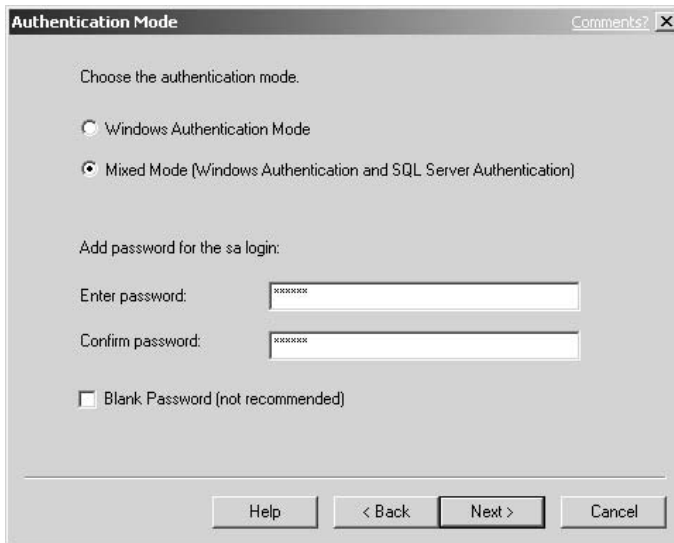 Authentication Mode Comments?
Choose the authentication mode.
Windows Authentication Mode
Mixed Mode (Windows Authentication and SQL Server Authentication)
Add password for the sa login:
Enter password: ******
Confirm password: ******
Blank Password (not recommended)
Help < Back Next > Cancel